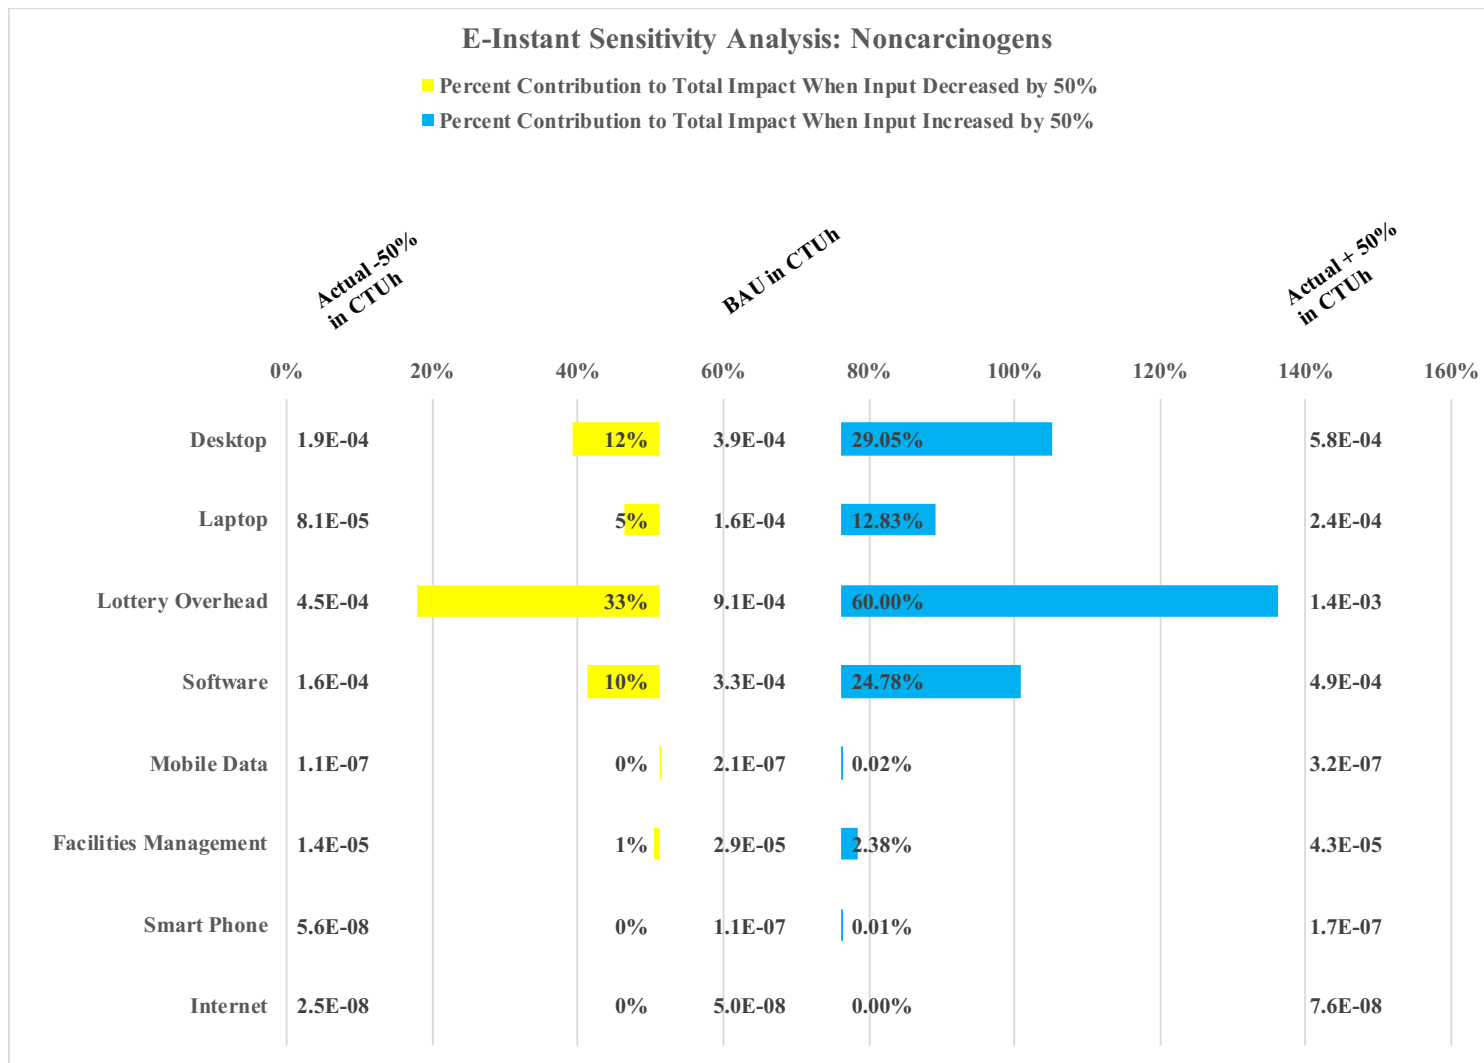 E-Instant Sensitivity Analysis: Noncarcinogens
Percent Contribution to Total Impact When Input Decreased by 50%
Percent Contribution to Total Impact When Input Increased by 50%
Actual -50%
in CTUh
BAU in CTUh
Actual + 50%
in CTUh
0% 20% 40% 60% 80% 100% 120% 140% 160%
Desktop 1.9E-04 12% 3.9E-04 29.05% 5.8E-04
Laptop 8.1E-05 5% 1.6E-04 12.83% 2.4E-04
Lottery Overhead 4.5E-04 33% 9.1E-04 60.00% 1.4E-03
Software 1.6E-04 10% 3.3E-04 24.78% 4.9E-04
Mobile Data 1.1E-07 0% 2.1E-07 0.02% 3.2E-07
Facilities Management 1.4E-05 1% 2.9E-05 2.38% 4.3E-05
Smart Phone 5.6E-08 0% 1.1E-07 0.01% 1.7E-07
Internet 2.5E-08 0% 5.0E-08 0.00% 7.6E-08